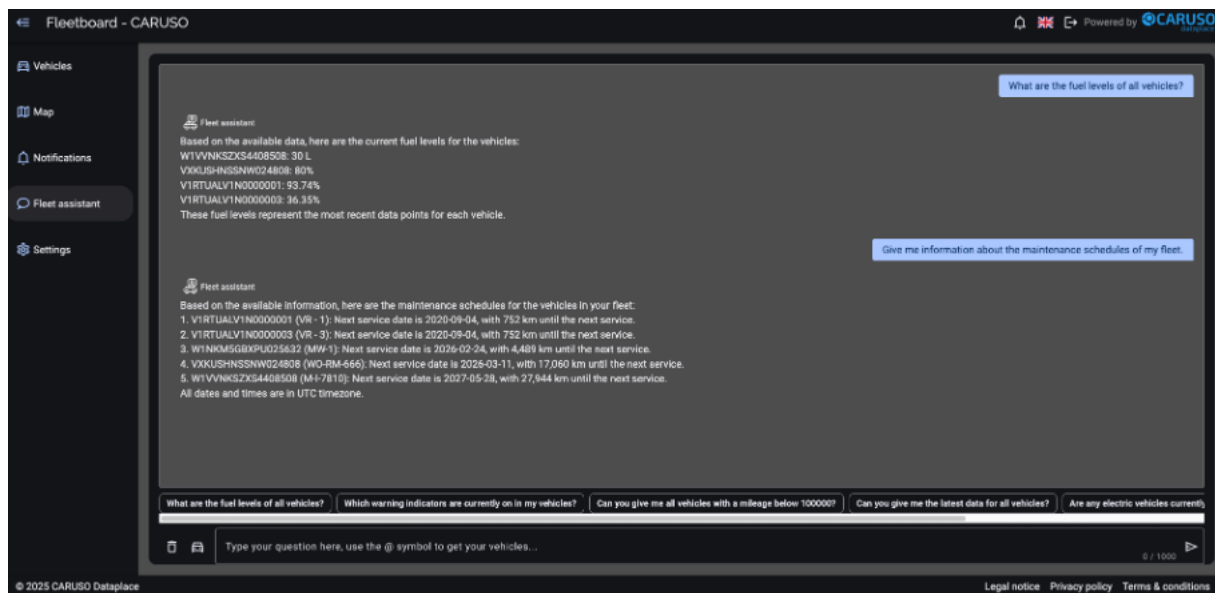 Fleetboard - CARUSO
Powered by CARUSO
dataplace
Vehicles
Map
Notifications
Fleet assistant
Settings
What are the fuel levels of all vehicles?
Fleet assistant
Based on the available data, here are the current fuel levels for the vehicles:
W1VVNKSZXS4408508: 30 L
VXKUSHNSSNW024808: 80%
V1RTUALV1N0000001: 93.74%
V1RTUALV1N0000003: 36.35%
These fuel levels represent the most recent data points for each vehicle.
Give me information about the maintenance schedules of my fleet.
Fleet assistant
Based on the available information, here are the maintenance schedules for the vehicles in your fleet:
1. V1RTUALV1N0000001 (VR - 1): Next service date is 2020-09-04, with 752 km until the next service.
2. V1RTUALV1N0000003 (VR - 3): Next service date is 2020-09-04, with 752 km until the next service.
3. W1NKM5GBXPU025632 (MW-1): Next service date is 2026-02-24, with 4,489 km until the next service.
4. VXKUSHNSSNW024808 (WO-RM-666): Next service date is 2026-03-11, with 17,060 km until the next service.
5. W1VVNKSZXS4408508 (M-I-7810): Next service date is 2027-05-28, with 27,944 km until the next service.
All dates and times are in UTC timezone.
What are the fuel levels of all vehicles?
Which warning indicators are currently on in my vehicles?
Can you give me all vehicles with a mileage below 100000?
Can you give me the latest data for all vehicles?
Are any electric vehicles currently
Type your question here, use the @ symbol to get your vehicles...
0 / 1000
© 2025 CARUSO Dataplace
Legal notice Privacy policy Terms & conditions